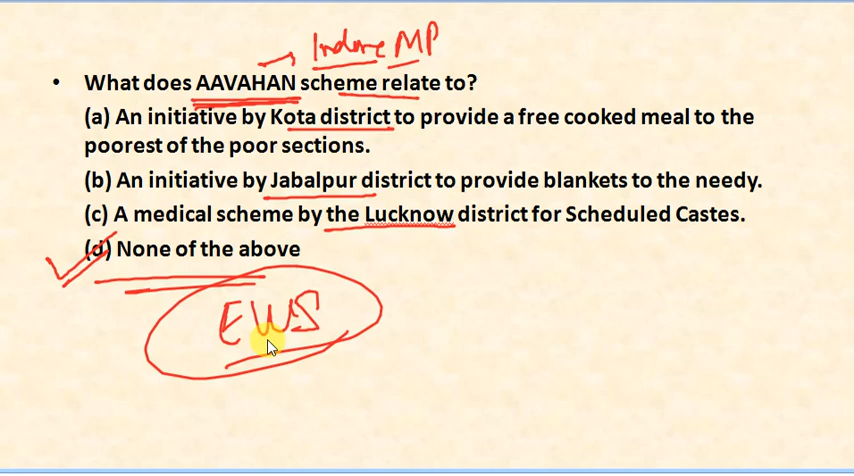 Indore MP
• What does AAVAHAN scheme relate to?
(a) An initiative by Kota district to provide a free cooked meal to the
poorest of the poor sections.
(b) An initiative by Jabalpur district to provide blankets to the needy.
(c) A medical scheme by the Lucknow district for Scheduled Castes.
(d) None of the above
EWS